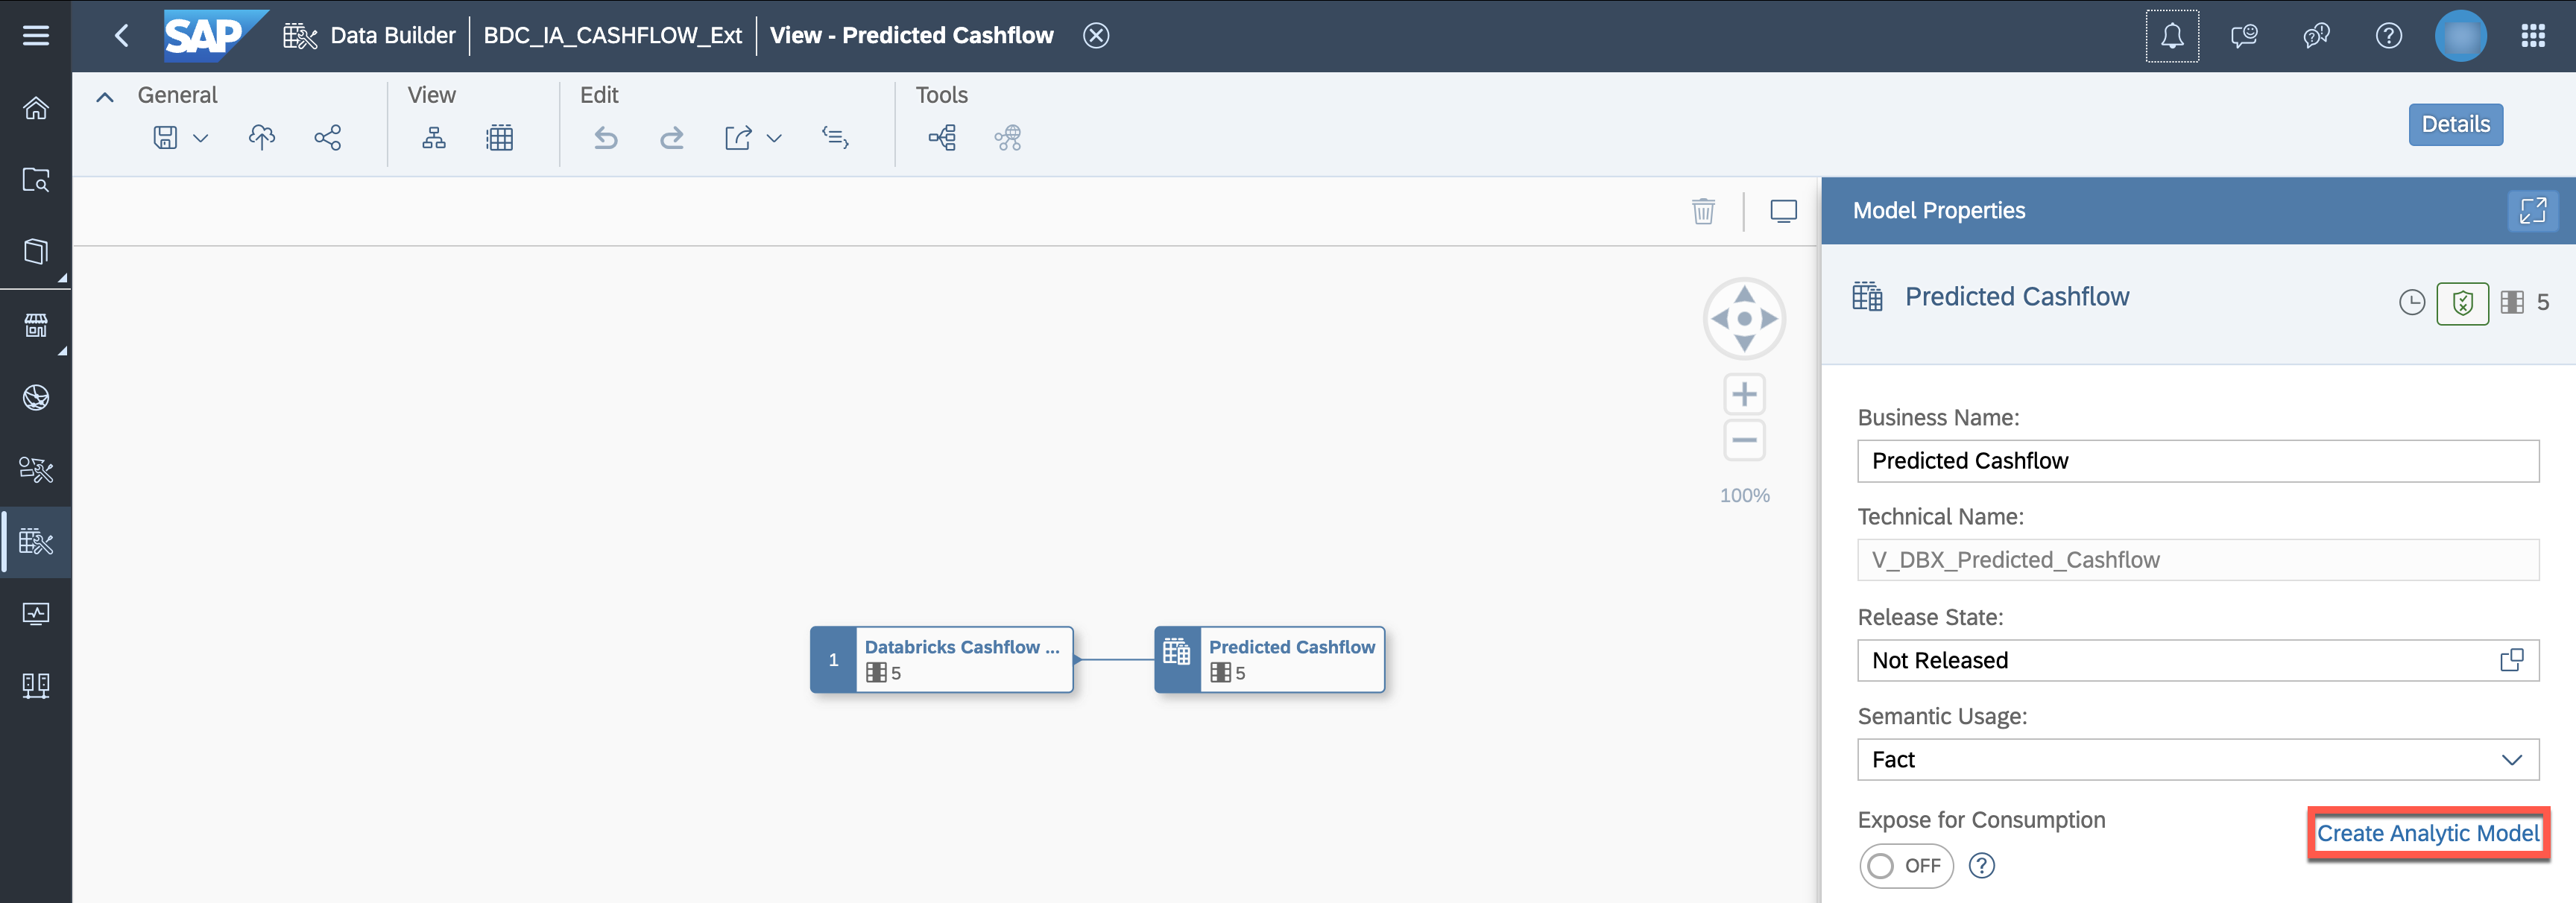 SAP Data Builder BDC_IA_CASHFLOW_Ext View - Predicted Cashflow
General View Edit Tools
Details
Model Properties
Predicted Cashflow 5
Business Name:
Predicted Cashflow
100%
Technical Name:
V_DBX_Predicted_Cashflow
Release State:
Not Released
1 Databricks Cashflow ...
5
Predicted Cashflow
5
Semantic Usage:
Fact
Expose for Consumption
Create Analytic Model
OFF